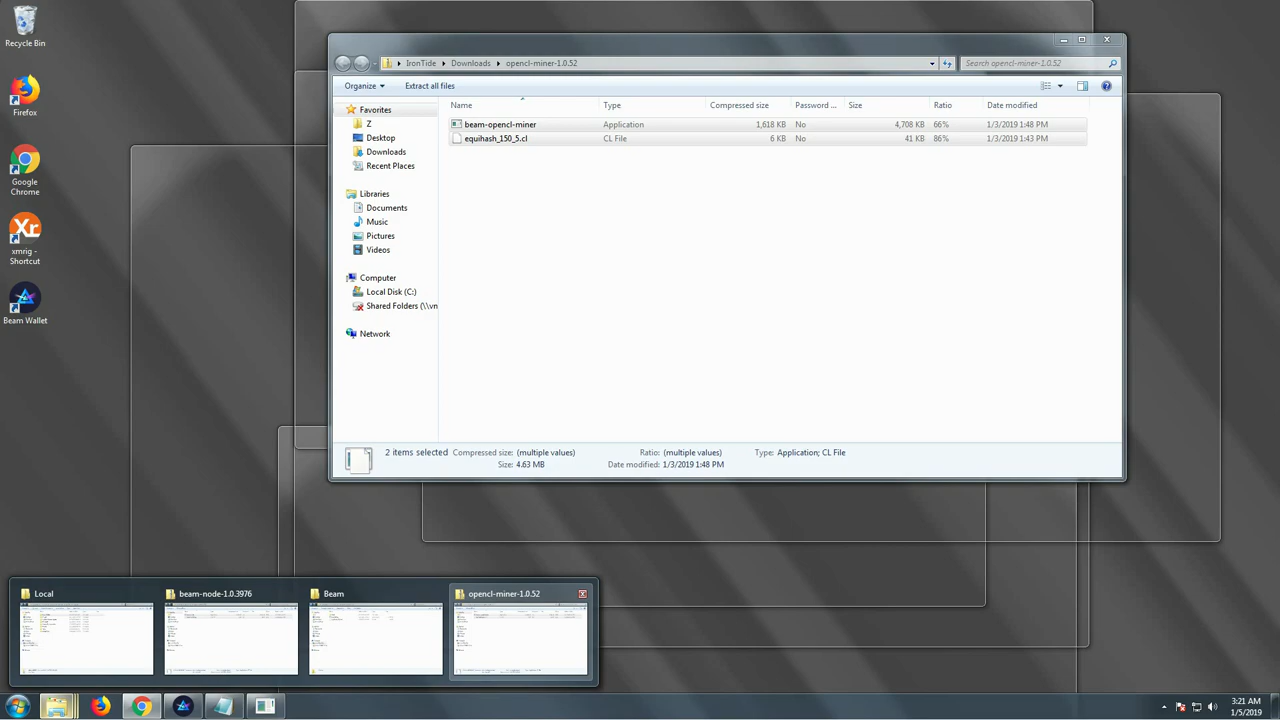 Recycle Bin
Firefox
Google
Chrome
Xr
xmrig -
Shortcut
Beam Wallet
IronTide
Downloads
opencl-miner-1.0.52
Search opencl-miner-1.0.52
Organize
Extract all files
Favorites
Z
Desktop
Downloads
Recent Places
Libraries
Documents
Music
Pictures
Videos
Computer
Local Disk (C:)
Shared Folders (\\vn
Network
Name Type Compressed size Password ... Size Ratio Date modified
beam-opencl-miner Application 1,618 KB No 4,708 KB 66% 1/3/2019 1:48 PM
equihash_150_5.cl CL File 6 KB No 41 KB 86% 1/3/2019 1:43 PM
2 items selected Compressed size: (multiple values) Ratio: (multiple values) Type: Application; CL File
Size: 4.63 MB Date modified: 1/3/2019 1:48 PM
Local
beam-node-1.0.3976
Beam
opencl-miner-1.0.52
3:21 AM
1/5/2019